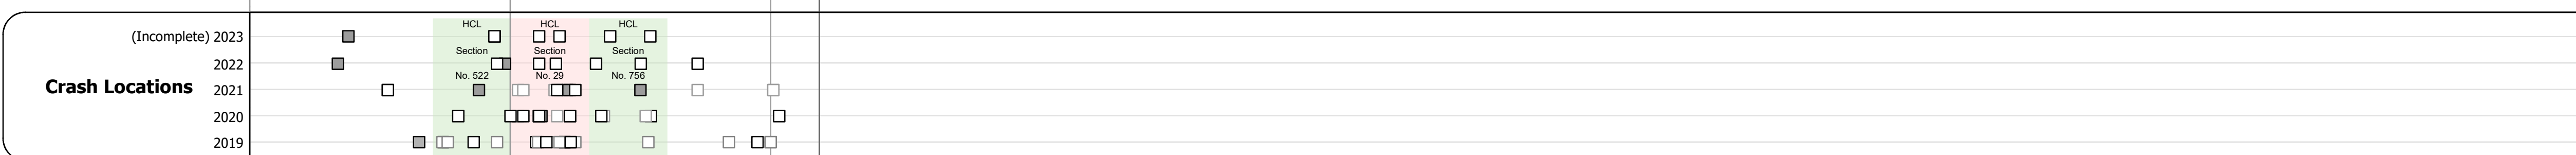 HCL HCL HCL
(Incomplete) 2023
Section Section Section
2022
No. 522 No. 29 No. 756
Crash Locations
2021
2020
2019